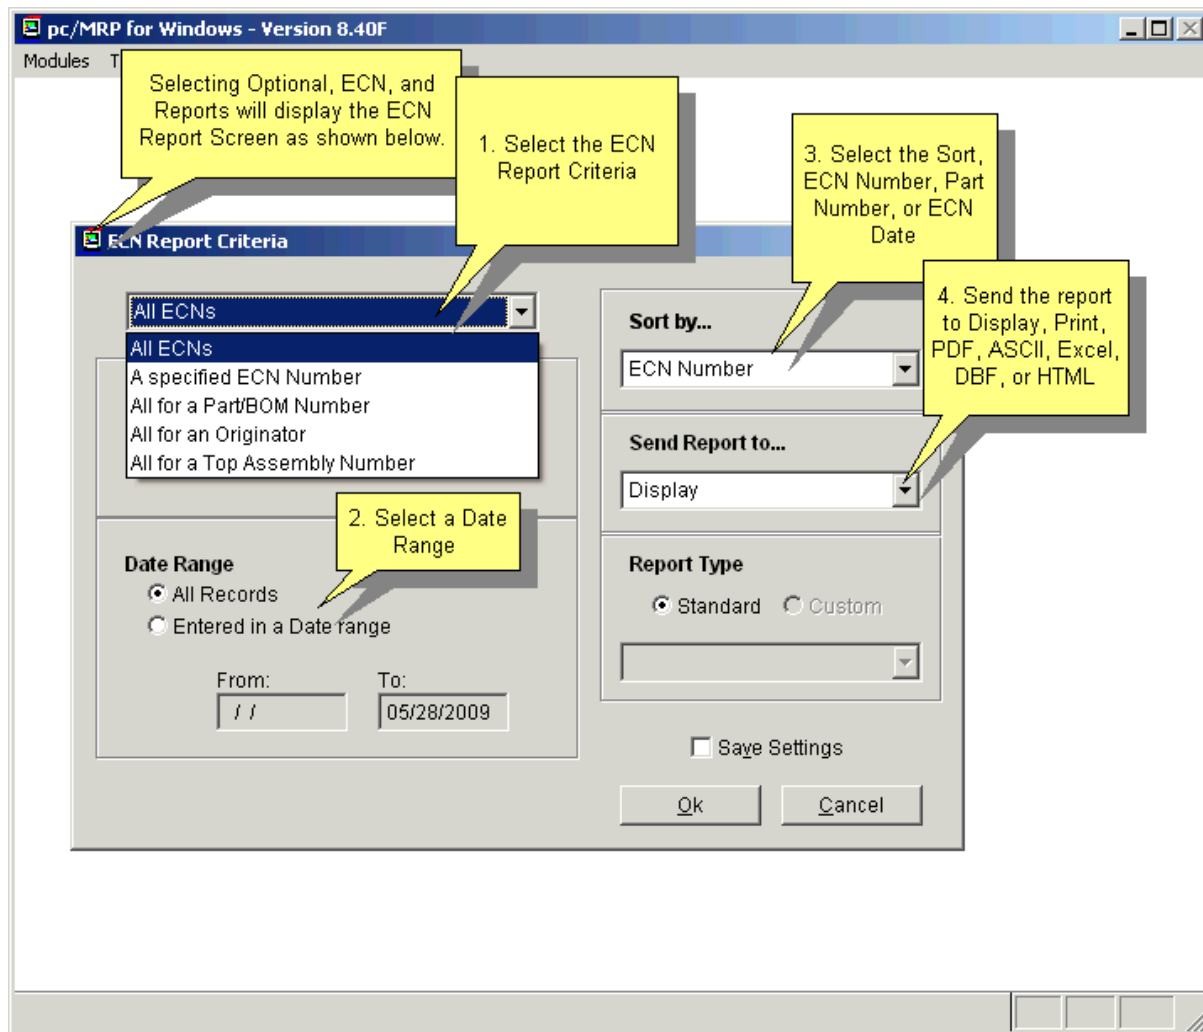 pc/MRP for Windows - Version 8.40F
Modules T
Selecting Optional, ECN, and
Reports will display the ECN
Report Screen as shown below.
1. Select the ECN
Report Criteria
3. Select the Sort,
ECN Number, Part
Number, or ECN
Date
ECN Report Criteria
4. Send the report
to Display, Print,
PDF, ASCII, Excel,
DBF, or HTML
All ECNs
All ECNs
A specified ECN Number
All for a Part/BOM Number
All for an Originator
All for a Top Assembly Number
Sort by...
ECN Number
Send Report to...
Display
2. Select a Date
Range
Date Range
All Records
Entered in a Date range
From:
To:
/ /
05/28/2009
Report Type
Standard
Custom
Save Settings
Ok
Cancel